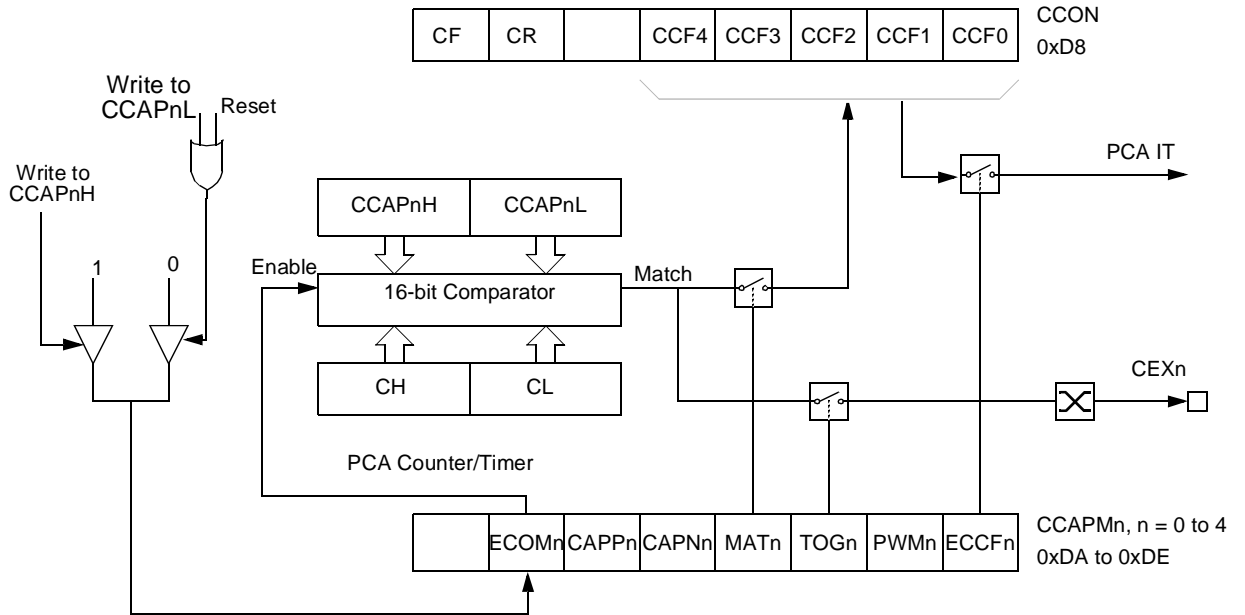 CF CR CCF4 CCF3 CCF2 CCF1 CCF0
CCON
0xD8
Write to
CCAPnL
Reset
Write to
CCAPnH
PCA IT
CCAPnH CCAPnL
1
0
Enable
16-bit Comparator
Match
CH CL
CEXn
PCA Counter/Timer
ECOMn CAPPn CAPNn MATn TOGn PWMn ECCFn
CCAPMn, n = 0 to 4
0xDA to 0xDE